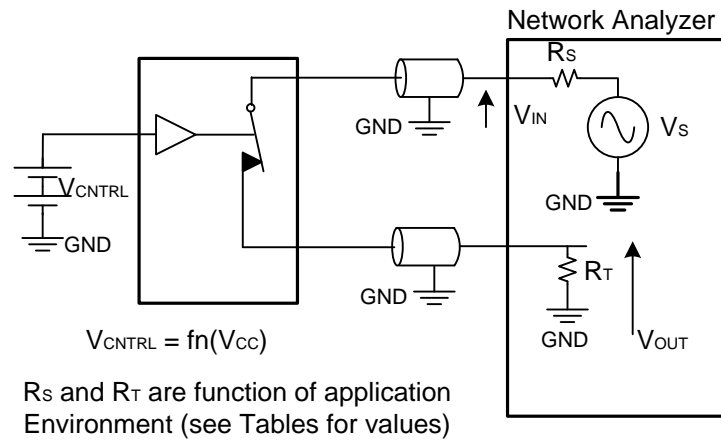 Network Analyzer
RS
GND
VIN
VS
VCNTRL
GND
GND
GND
RT
GND
VOUT
VCNTRL = fn(VCC)
RS and RT are function of application
Environment (see Tables for values)